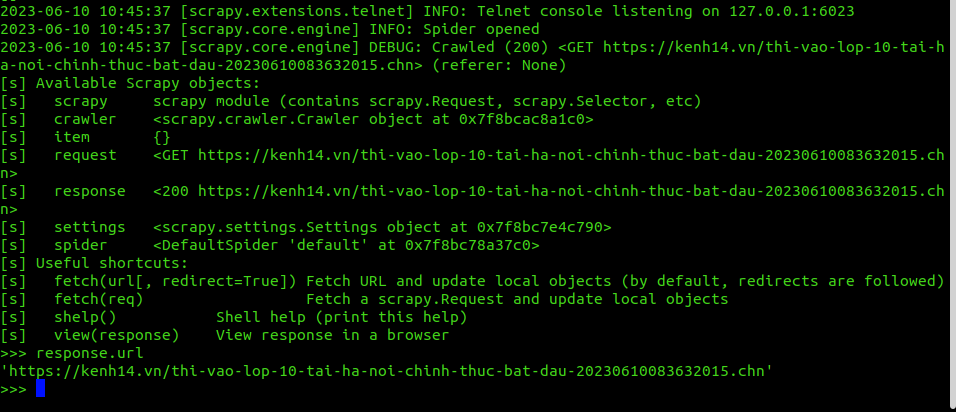 2023-06-10 10:45:37 [scrapy.extensions.telnet] INFO: Telnet console listening on 127.0.0.1:6023
2023-06-10 10:45:37 [scrapy.core.engine] INFO: Spider opened
2023-06-10 10:45:37 [scrapy.core.engine] DEBUG: Crawled (200) <GET https://kenh14.vn/thi-vao-lop-10-tai-h
a-noi-chinh-thuc-bat-dau-20230610083632015.chn> (referer: None)
[s] Available Scrapy objects:
[s]   scrapy     scrapy module (contains scrapy.Request, scrapy.Selector, etc)
[s]   crawler    <scrapy.crawler.Crawler object at 0x7f8bcac8a1c0>
[s]   item       {}
[s]   request    <GET https://kenh14.vn/thi-vao-lop-10-tai-ha-noi-chinh-thuc-bat-dau-20230610083632015.ch
n>
[s]   response   <200 https://kenh14.vn/thi-vao-lop-10-tai-ha-noi-chinh-thuc-bat-dau-20230610083632015.ch
n>
[s]   settings   <scrapy.settings.Settings object at 0x7f8bc7e4c790>
[s]   spider     <DefaultSpider 'default' at 0x7f8bc78a37c0>
[s] Useful shortcuts:
[s]   fetch(url[, redirect=True]) Fetch URL and update local objects (by default, redirects are followed)
[s]   fetch(req)                  Fetch a scrapy.Request and update local objects
[s]   shelp()           Shell help (print this help)
[s]   view(response)    View response in a browser
>>> response.url
'https://kenh14.vn/thi-vao-lop-10-tai-ha-noi-chinh-thuc-bat-dau-20230610083632015.chn'
>>>